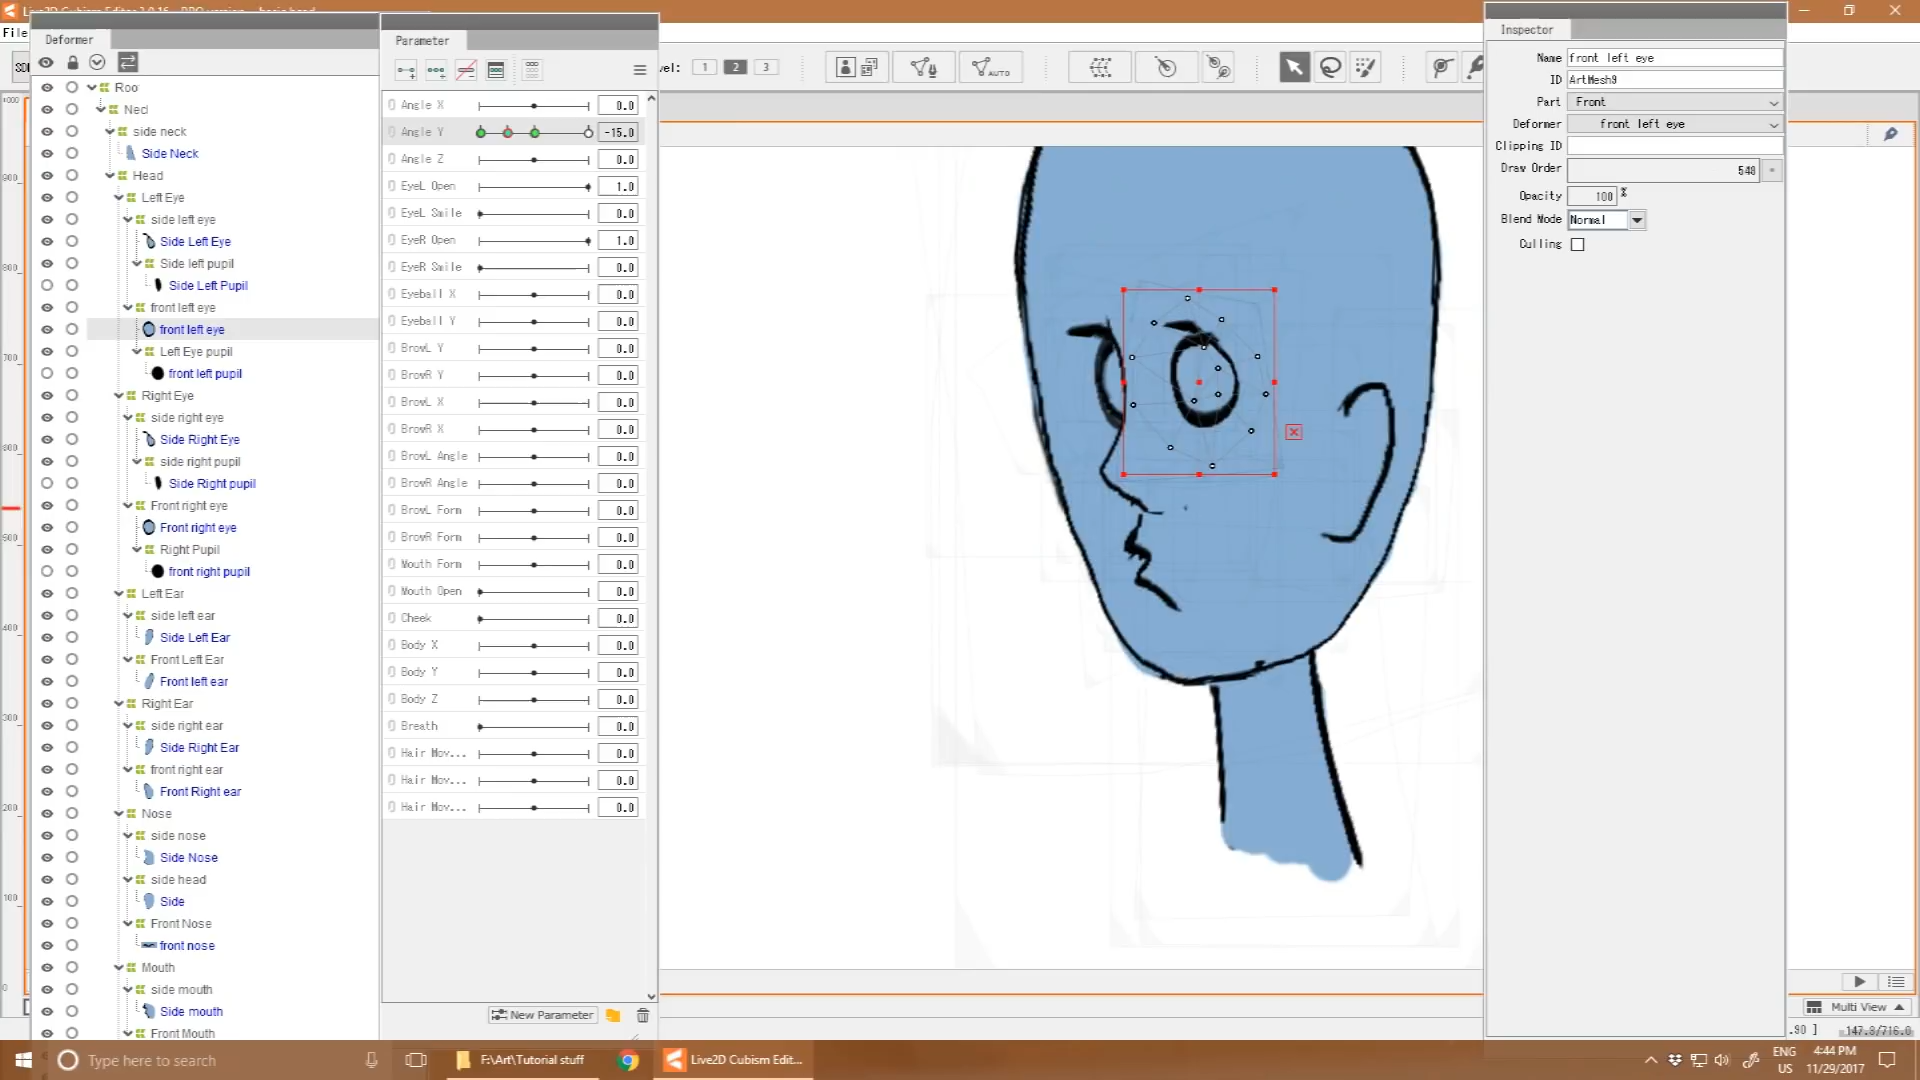 File
SDK
Deformer
Roo
Necl
side neck
Side Neck
Head
Left Eye
side left eye
Side Left Eye
Side left pupil
Side Left Pupil
front left eye
front left eye
Left Eye pupil
front left pupil
Right Eye
side right eye
Side Right Eye
side right pupil
Side Right pupil
Front right eye
Front right eye
Right Pupil
front right pupil
Left Ear
side left ear
Side Left Ear
Front Left Ear
Front left ear
Right Ear
side right ear
Side Right Ear
front right ear
Front Right ear
Nose
side nose
Side Nose
side head
Side
Front Nose
front nose
Mouth
side mouth
Side mouth
Front Mouth
Parameter
Angle X 0.0
Angle Y -15.0
Angle Z 0.0
EyeL Open 1.0
EyeL Smile 0.0
EyeR Open 1.0
EyeR Smile 0.0
Eyeball X 0.0
Eyeball Y 0.0
BrowL Y 0.0
BrowR Y 0.0
BrowL X 0.0
BrowR X 0.0
BrowL Angle 0.0
BrowR Angle 0.0
BrowL Form 0.0
BrowR Form 0.0
Mouth Form 0.0
Mouth Open 0.0
Cheek 0.0
Body X 0.0
Body Y 0.0
Body Z 0.0
Breath 0.0
Hair Mov... 0.0
Hair Mov... 0.0
Hair Mov... 0.0
New Parameter
vel: 1 2 3
AUTO
Inspector
Name front left eye
ID ArtMesh9
Part Front
Deformer front left eye
Clipping ID
Draw Order 548
Opacity 100 %
Blend Mode Normal
Culling
Multi View
.90 ] 147.8/716.0
Type here to search
F:\Art\Tutorial stuff
Live2D Cubism Edit...
ENG
US
4:44 PM
11/29/2017